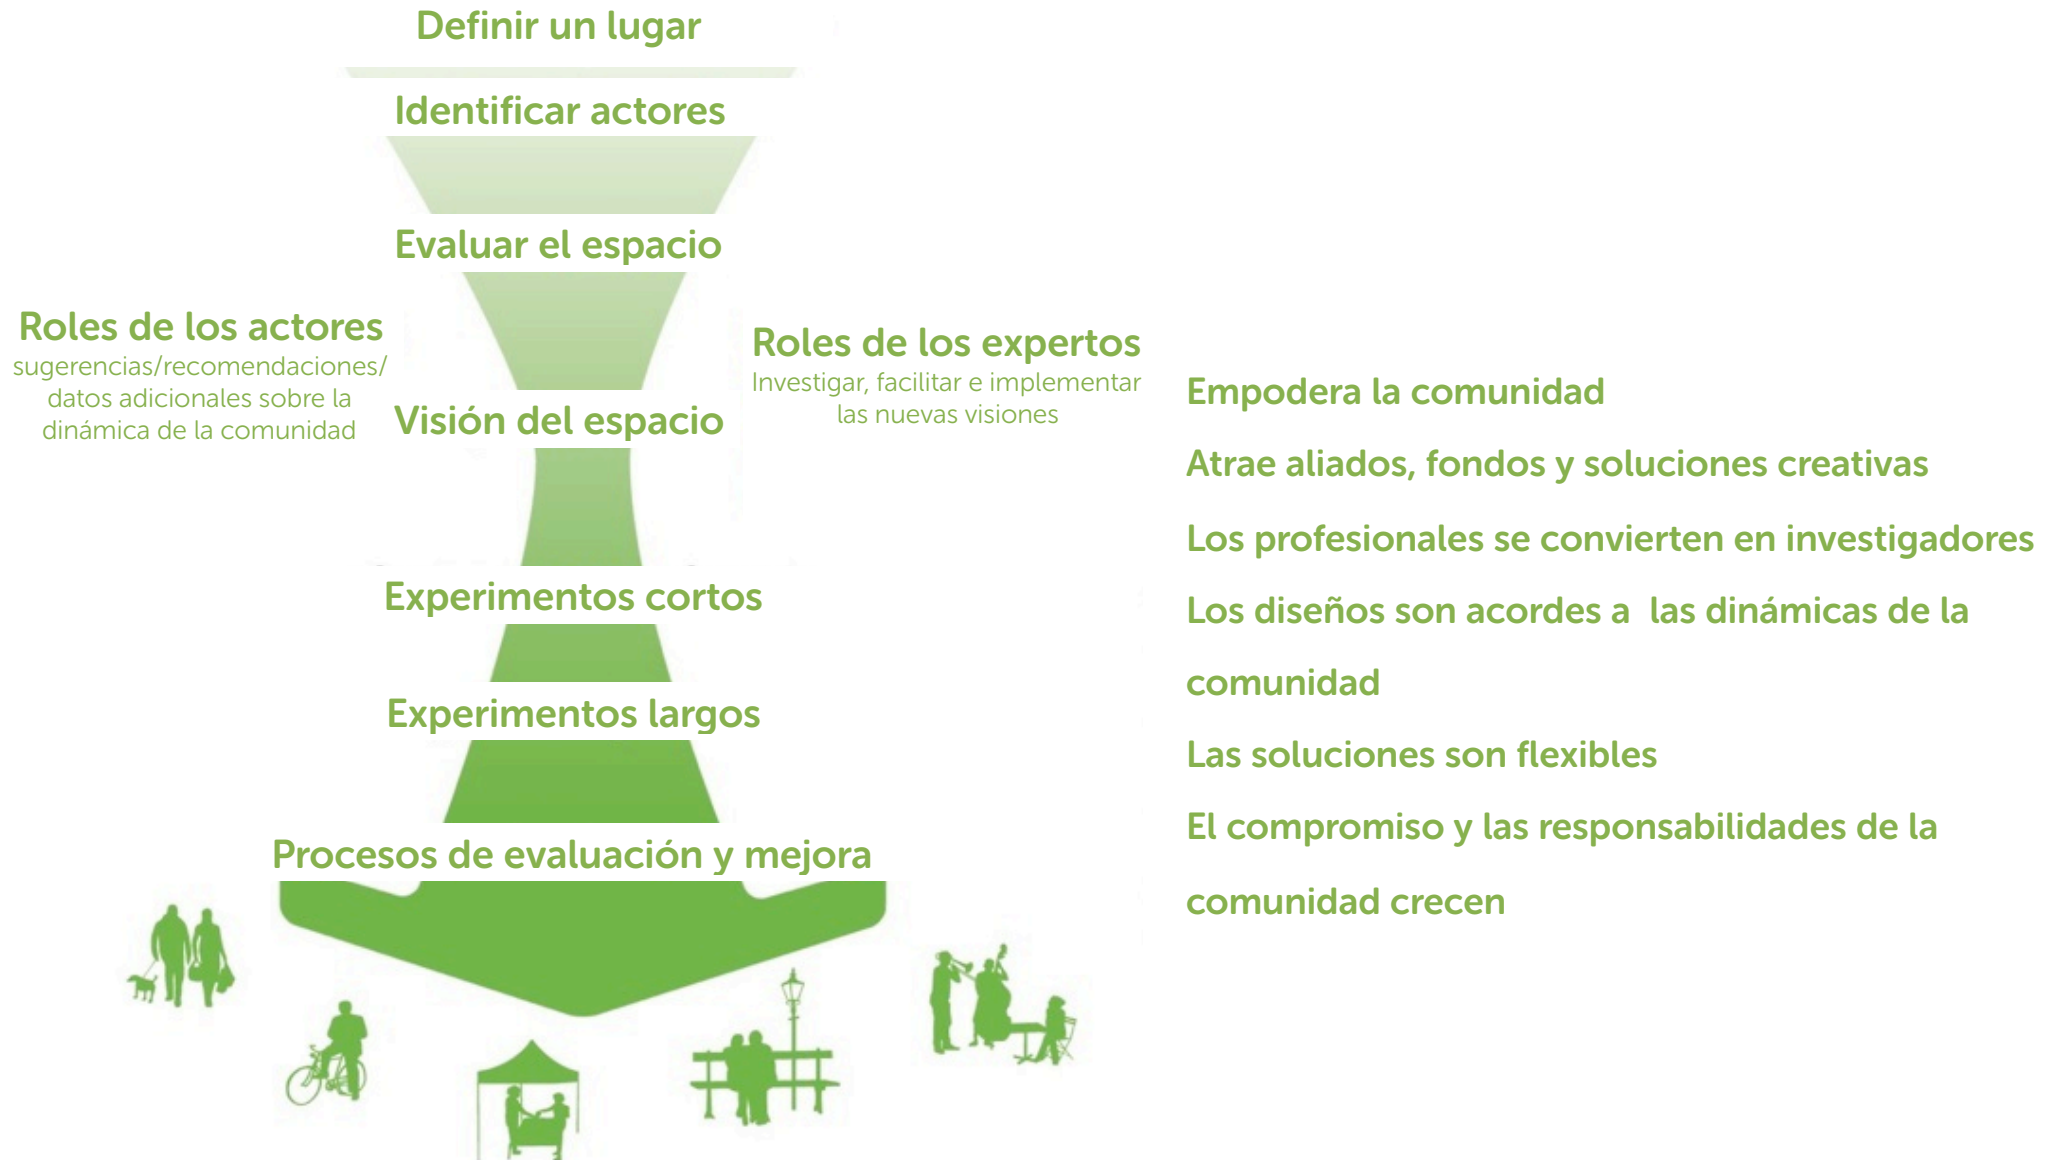 Definir un lugar
Identificar actores
Evaluar el espacio
Roles de los actores
sugerencias/recomendaciones/
datos adicionales sobre la
dinámica de la comunidad
Roles de los expertos
Investigar, facilitar e implementar
las nuevas visiones
Visión del espacio
Experimentos cortos
Experimentos largos
Procesos de evaluación y mejora
Empodera la comunidad
Atrae aliados, fondos y soluciones creativas
Los profesionales se convierten en investigadores
Los diseños son acordes a  las dinámicas de la
comunidad
Las soluciones son flexibles
El compromiso y las responsabilidades de la
comunidad crecen